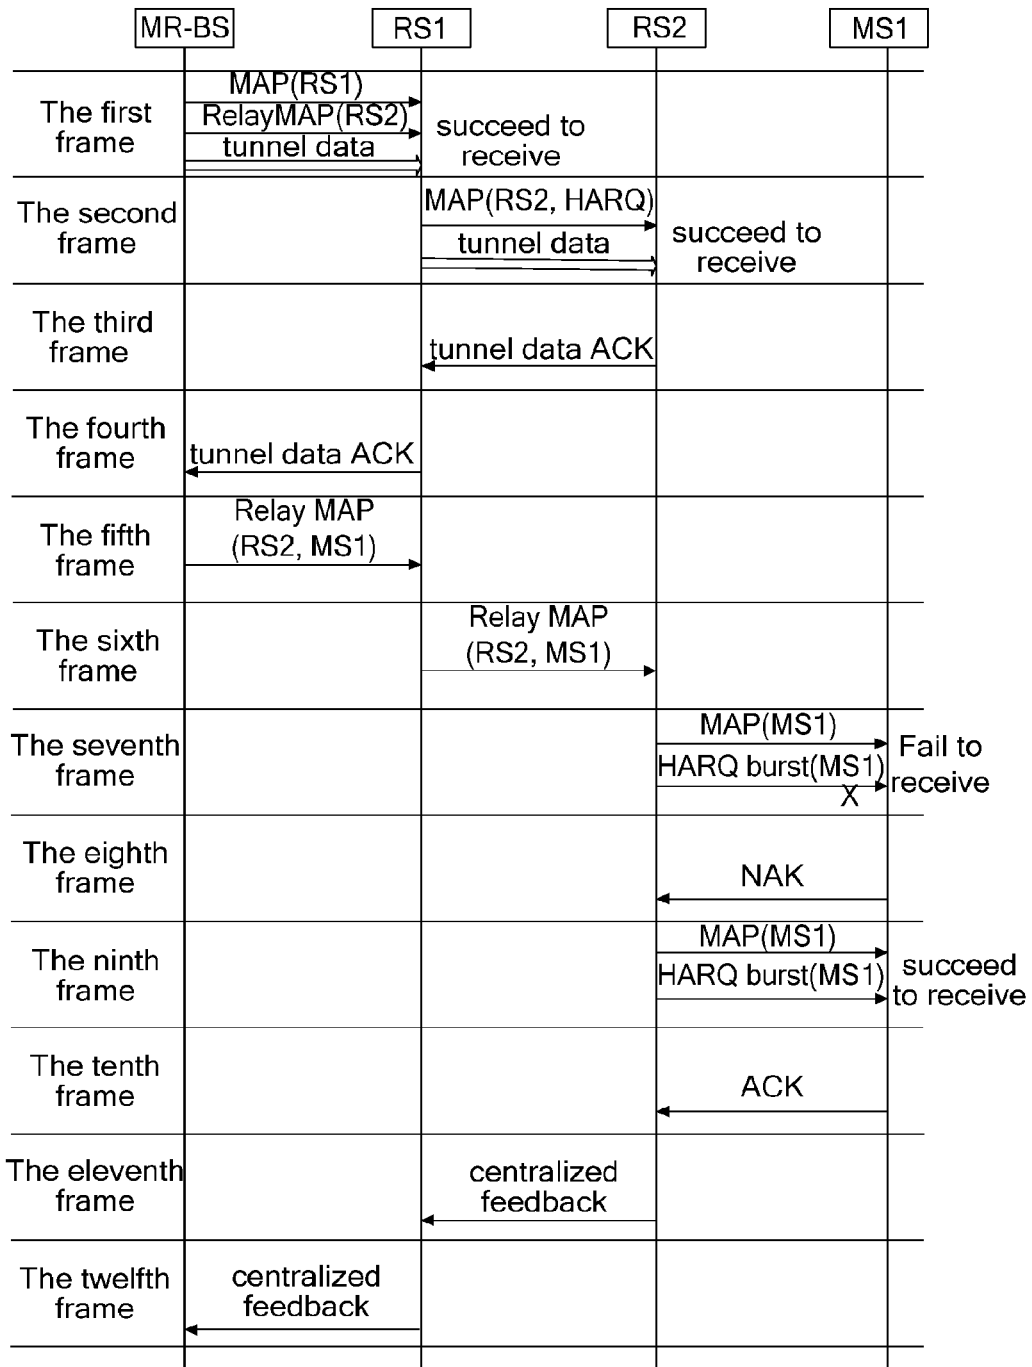 MR-BS RS1 RS2 MS1
The first
frame
MAP(RS1)
RelayMAP(RS2)
tunnel data
succeed to
receive
The second
frame
MAP(RS2, HARQ)
tunnel data
succeed to
receive
The third
frame
tunnel data ACK
The fourth
frame
tunnel data ACK
The fifth
frame
Relay MAP
(RS2, MS1)
The sixth
frame
Relay MAP
(RS2, MS1)
The seventh
frame
MAP(MS1)
HARQ burst(MS1)
X
Fail to
receive
The eighth
frame
NAK
The ninth
frame
MAP(MS1)
HARQ burst(MS1)
succeed
to receive
The tenth
frame
ACK
The eleventh
frame
centralized
feedback
The twelfth
frame
centralized
feedback